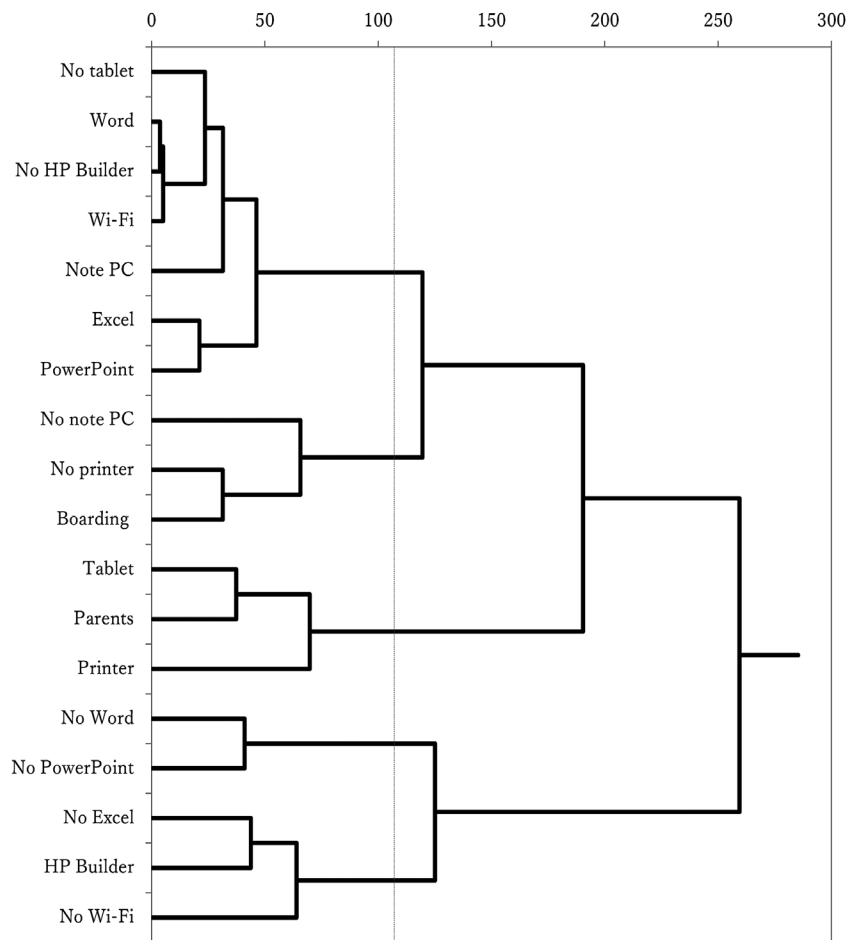 0 50 100 150 200 250 300
No tablet
Word
No HP Builder
Wi-Fi
Note PC
Excel
PowerPoint
No note PC
No printer
Boarding
Tablet
Parents
Printer
No Word
No PowerPoint
No Excel
HP Builder
No Wi-Fi